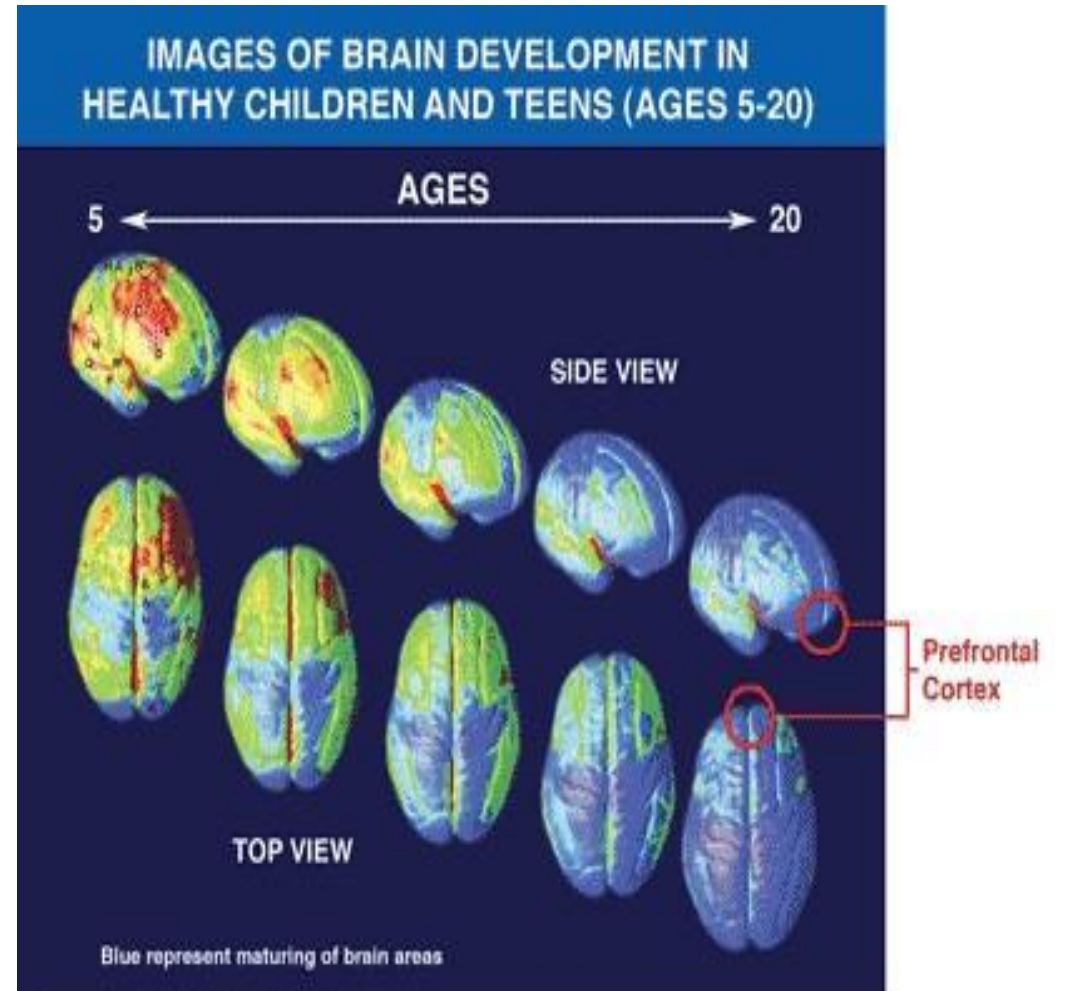 IMAGES OF BRAIN DEVELOPMENT IN
HEALTHY CHILDREN AND TEENS (AGES 5-20)
AGES
5
20
SIDE VIEW
Prefrontal
Cortex
TOP VIEW
Blue represent maturing of brain areas